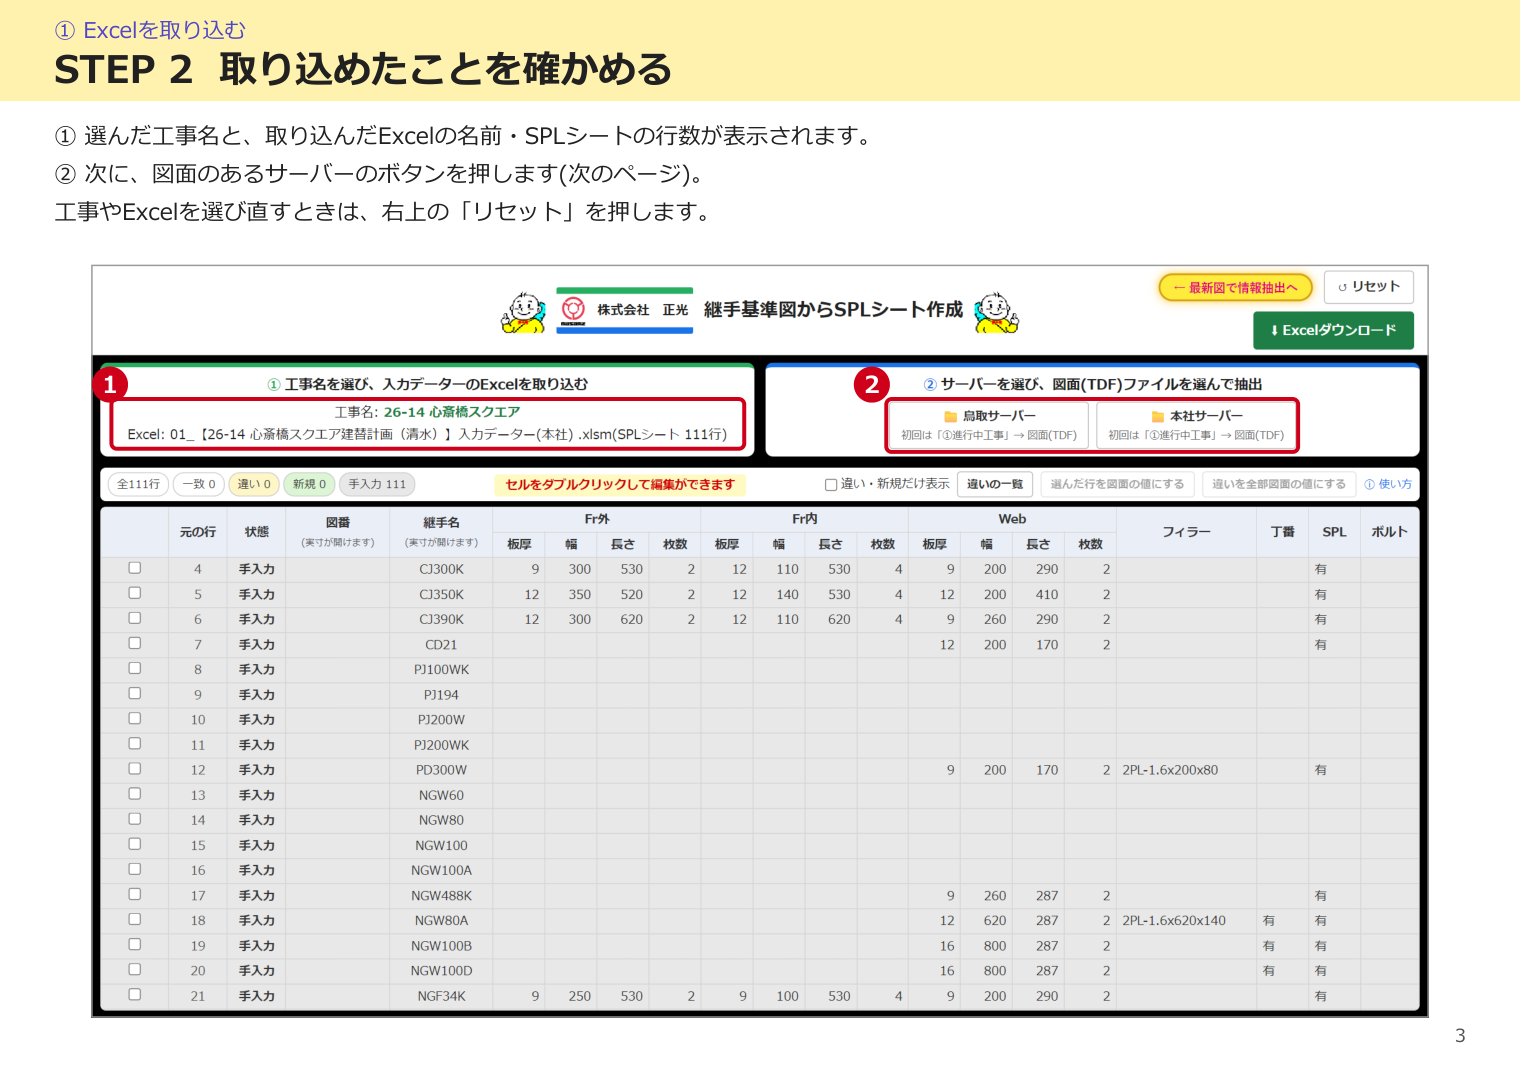 ① Excelを取り込む
STEP 2 取り込めたことを確かめる
① 選んだ工事名と、取り込んだExcelの名前・SPLシートの行数が表示されます。
② 次に、図面のあるサーバーのボタンを押します(次のページ)。
工事やExcelを選び直すときは、右上の「リセット」を押します。
← 最新図で情報抽出へ
↺ リセット
株式会社 正光 継手基準図からSPLシート作成
⬇ Excelダウンロード
1 ① 工事名を選び、入力データーのExcelを取り込む
工事名: 26-14 心斎橋スクエア
Excel: 01_【26-14 心斎橋スクエア建替計画（清水）】入力データー(本社) .xlsm(SPLシート 111行)
2 ② サーバーを選び、図面(TDF)ファイルを選んで抽出
鳥取サーバー 本社サーバー
初回は「①進行中工事」→ 図面(TDF) 初回は「①進行中工事」→ 図面(TDF)
全111行 一致 0 違い 0 新規 0 手入力 111 セルをダブルクリックして編集ができます 違い・新規だけ表示 違いの一覧 選んだ行を図面の値にする 違いを全部図面の値にする ⓘ 使い方
元の行 状態 図番 (実寸が開けます) 継手名 (実寸が開けます) Fr外 Fr内 Web フィラー 丁番 SPL ボルト
板厚 幅 長さ 枚数 板厚 幅 長さ 枚数 板厚 幅 長さ 枚数
4 手入力 CJ300K 9 300 530 2 12 110 530 4 9 200 290 2 有
5 手入力 CJ350K 12 350 520 2 12 140 530 4 12 200 410 2 有
6 手入力 CJ390K 12 300 620 2 12 110 620 4 9 260 290 2 有
7 手入力 CD21 12 200 170 2 有
8 手入力 PJ100WK
9 手入力 PJ194
10 手入力 PJ200W
11 手入力 PJ200WK
12 手入力 PD300W 9 200 170 2 2PL-1.6x200x80 有
13 手入力 NGW60
14 手入力 NGW80
15 手入力 NGW100
16 手入力 NGW100A
17 手入力 NGW488K 9 260 287 2 有
18 手入力 NGW80A 12 620 287 2 2PL-1.6x620x140 有 有
19 手入力 NGW100B 16 800 287 2 有 有
20 手入力 NGW100D 16 800 287 2 有 有
21 手入力 NGF34K 9 250 530 2 9 100 530 4 9 200 290 2 有
3